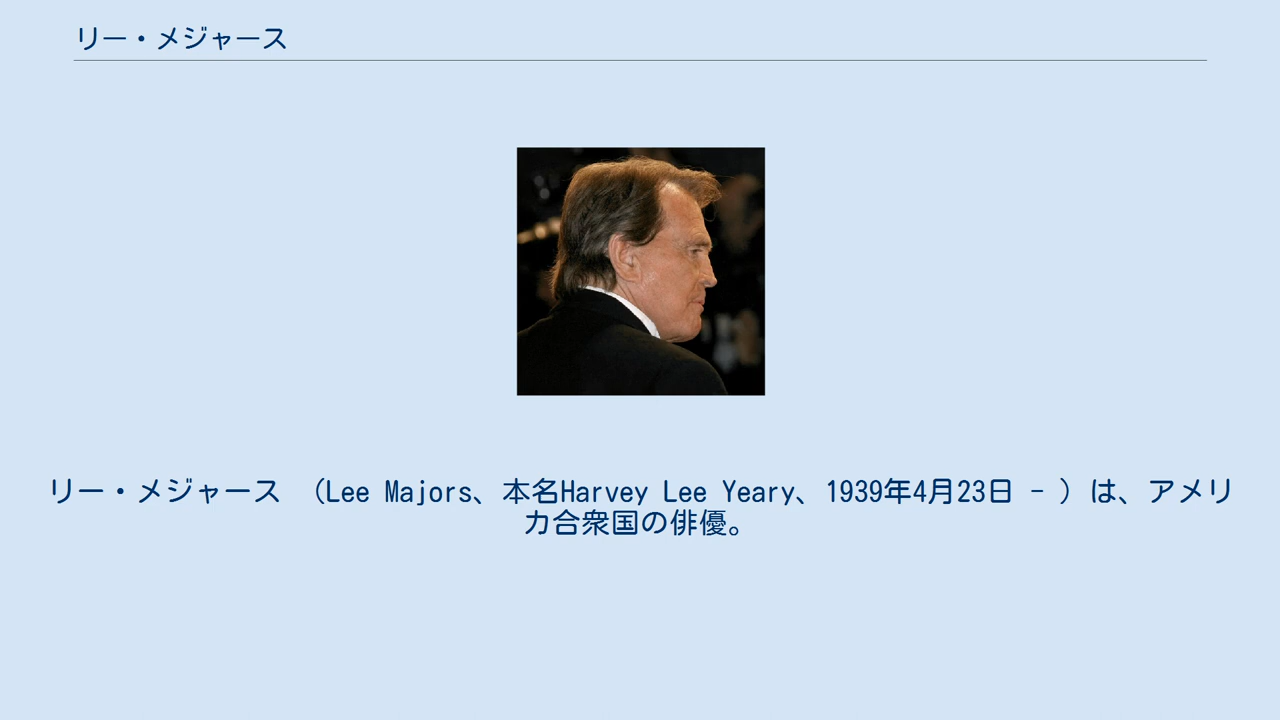 リー・メジャース
リー・メジャース （Lee Majors、本名Harvey Lee Yeary、1939年4月23日 - ）は、アメリ
カ合衆国の俳優。